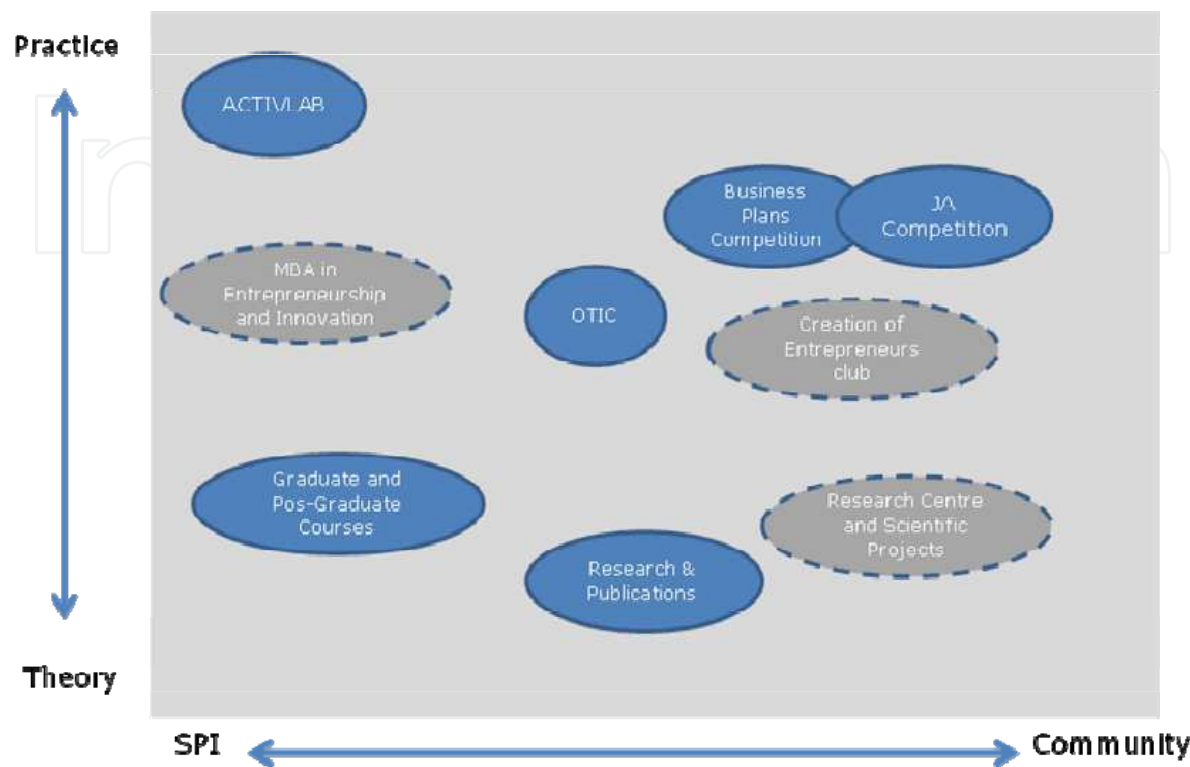 Practice
ACTIVLAB
Business
Plans
Competition
JA
Competition
MBA in
Entrepreneurship
and Innovation
OTIC
Creation of
Entrepreneurs
club
Graduate and
Pos-Graduate
Courses
Research Centre
and Scientific
Projects
Research &
Publications
Theory
SPI
Community